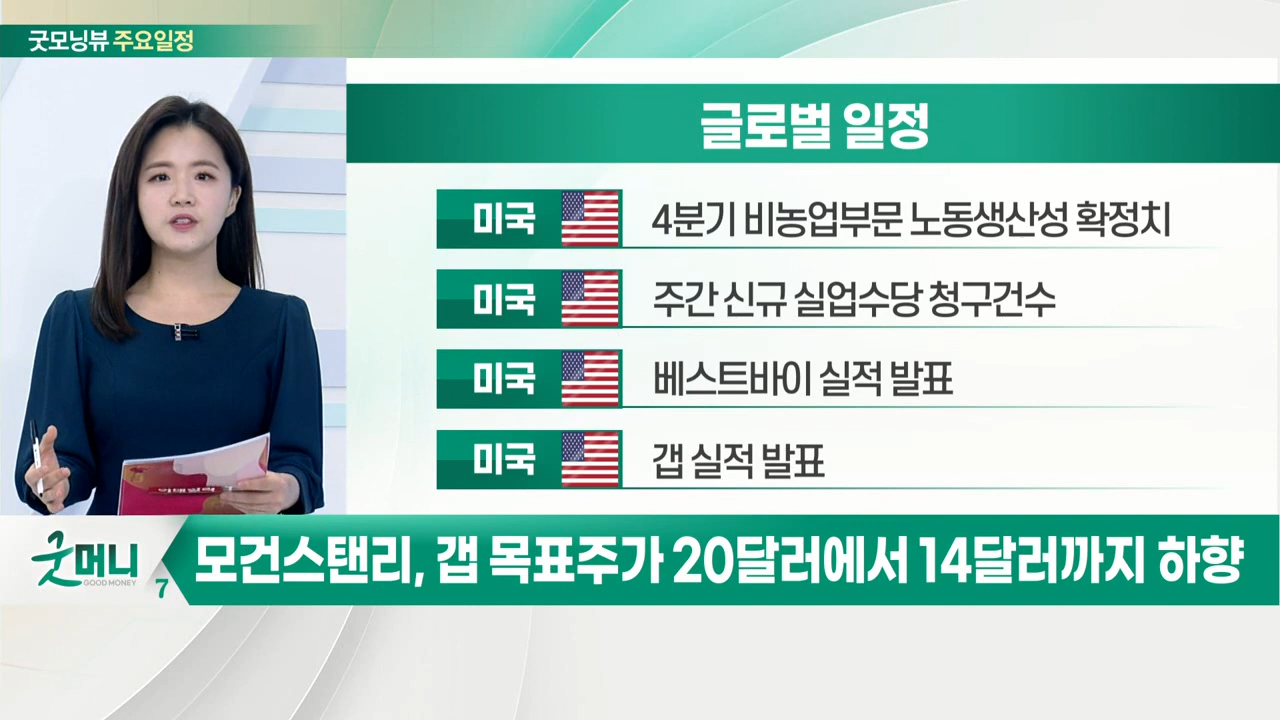 굿모닝뷰 주요일정
글로벌 일정
미국 4분기 비농업부문 노동생산성 확정치
미국 주간 신규 실업수당 청구건수
미국 베스트바이 실적 발표
미국 갭 실적 발표
굿머니
GOOD MONEY
7
모건스탠리, 갭 목표주가 20달러에서 14달러까지 하향